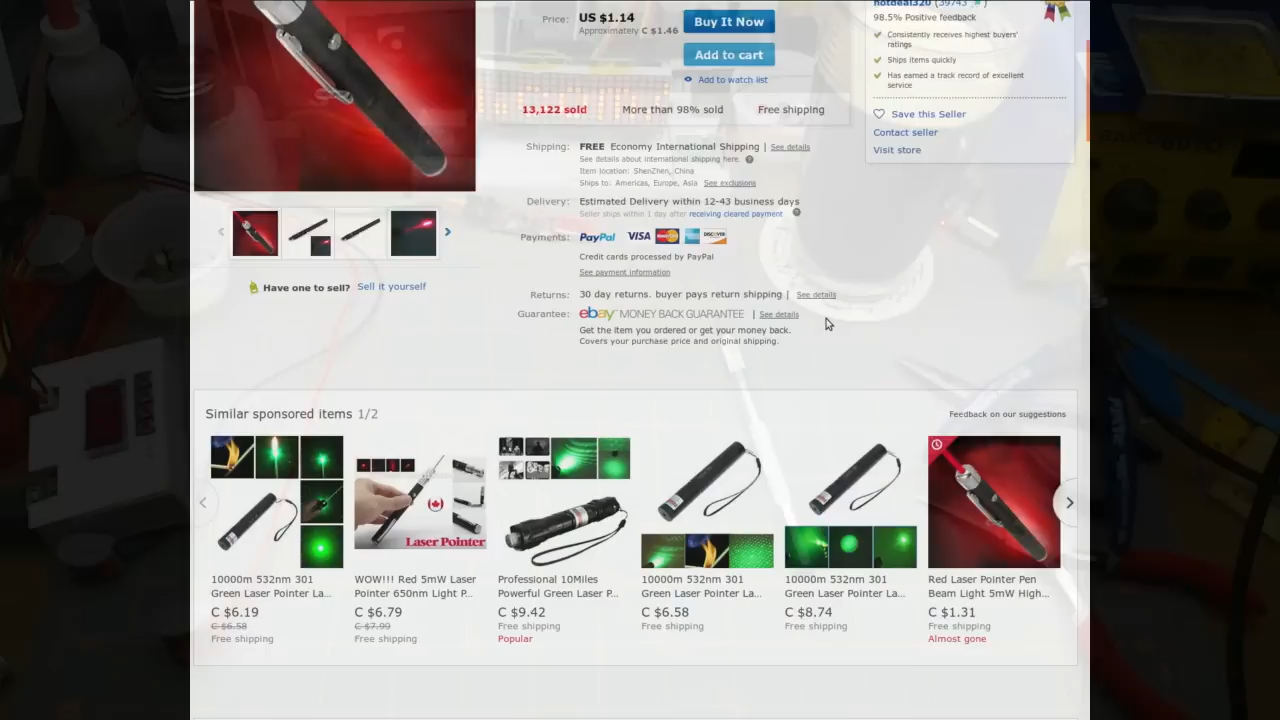 hotdeal320 (39743
Price: US $1.14 Buy It Now
98.5% Positive feedback
Approximately C $1.46
Consistently receives highest buyers'
ratings
Add to cart
Ships items quickly
Has earned a track record of excellent
service
Add to watch list
13,122 sold More than 98% sold Free shipping
Save this Seller
Contact seller
Visit store
Shipping: FREE Economy International Shipping | See details
See details about international shipping here.
Item location: ShenZhen, China
Ships to: Americas, Europe, Asia See exclusions
Delivery: Estimated Delivery within 12-43 business days
Seller ships within 1 day after receiving cleared payment
Payments: PayPal VISA MasterCard DISCOVER
Credit cards processed by PayPal
See payment information
Have one to sell? Sell it yourself
Returns: 30 day returns. buyer pays return shipping | See details
Guarantee: ebay MONEY BACK GUARANTEE | See details
Get the item you ordered or get your money back.
Covers your purchase price and original shipping.
Similar sponsored items 1/2
Feedback on our suggestions
Laser Pointer
10000m 532nm 301
Green Laser Pointer La...
C $6.19
C $6.58
Free shipping
WOW!!! Red 5mW Laser
Pointer 650nm Light P...
C $6.79
C $7.99
Free shipping
Professional 10Miles
Powerful Green Laser P...
C $9.42
Free shipping
Popular
10000m 532nm 301
Green Laser Pointer La...
C $6.58
Free shipping
10000m 532nm 301
Green Laser Pointer La...
C $8.74
Free shipping
Red Laser Pointer Pen
Beam Light 5mW High...
C $1.31
Free shipping
Almost gone